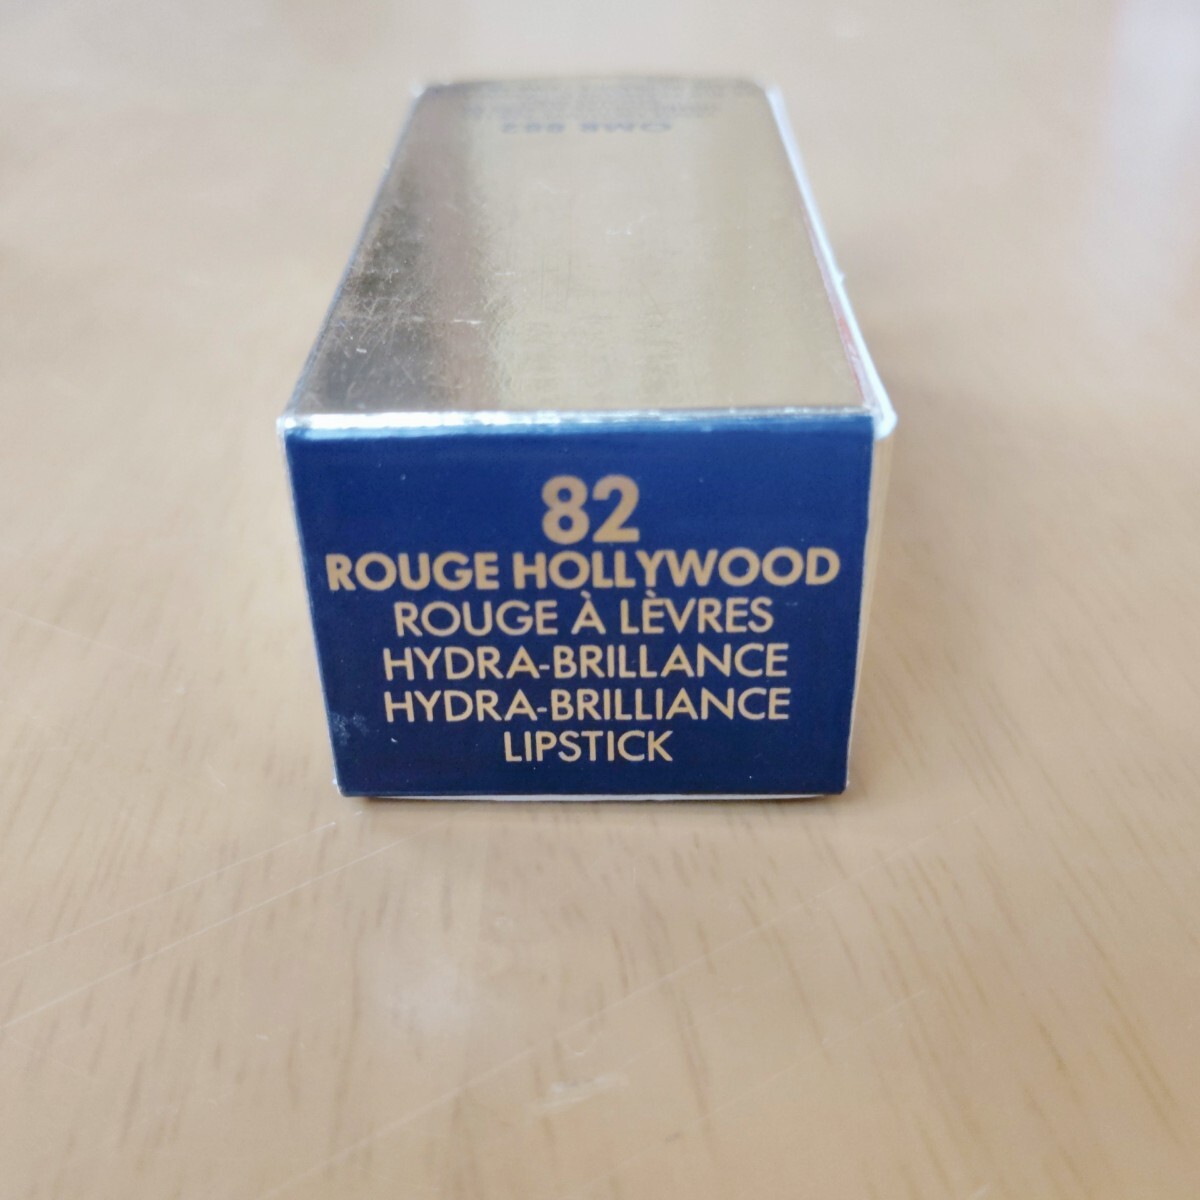 82
ROUGE HOLLYWOOD
ROUGE À LÈVRES
HYDRA-BRILLANCE
HYDRA-BRILLIANCE
LIPSTICK